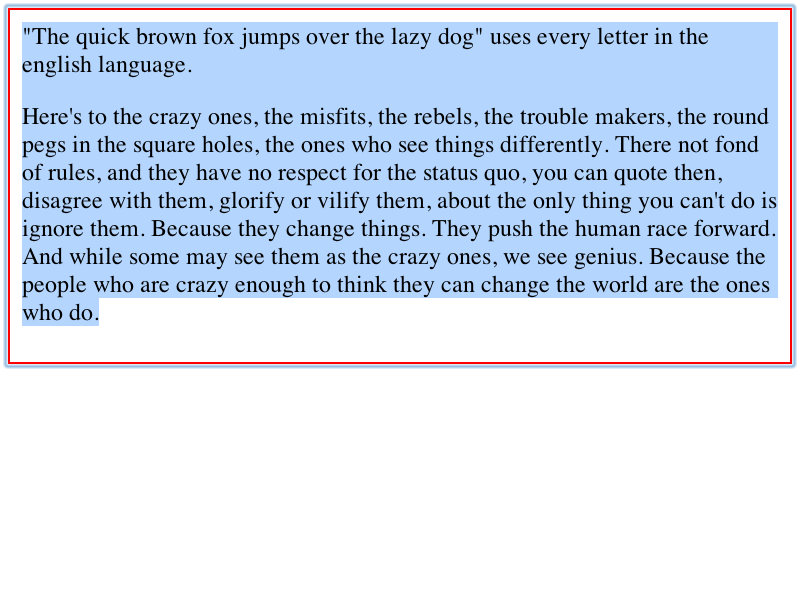 "The quick brown fox jumps over the lazy dog" uses every letter in the
english language.
Here's to the crazy ones, the misfits, the rebels, the trouble makers, the round
pegs in the square holes, the ones who see things differently. There not fond
of rules, and they have no respect for the status quo, you can quote then,
disagree with them, glorify or vilify them, about the only thing you can't do is
ignore them. Because they change things. They push the human race forward.
And while some may see them as the crazy ones, we see genius. Because the
people who are crazy enough to think they can change the world are the ones
who do.